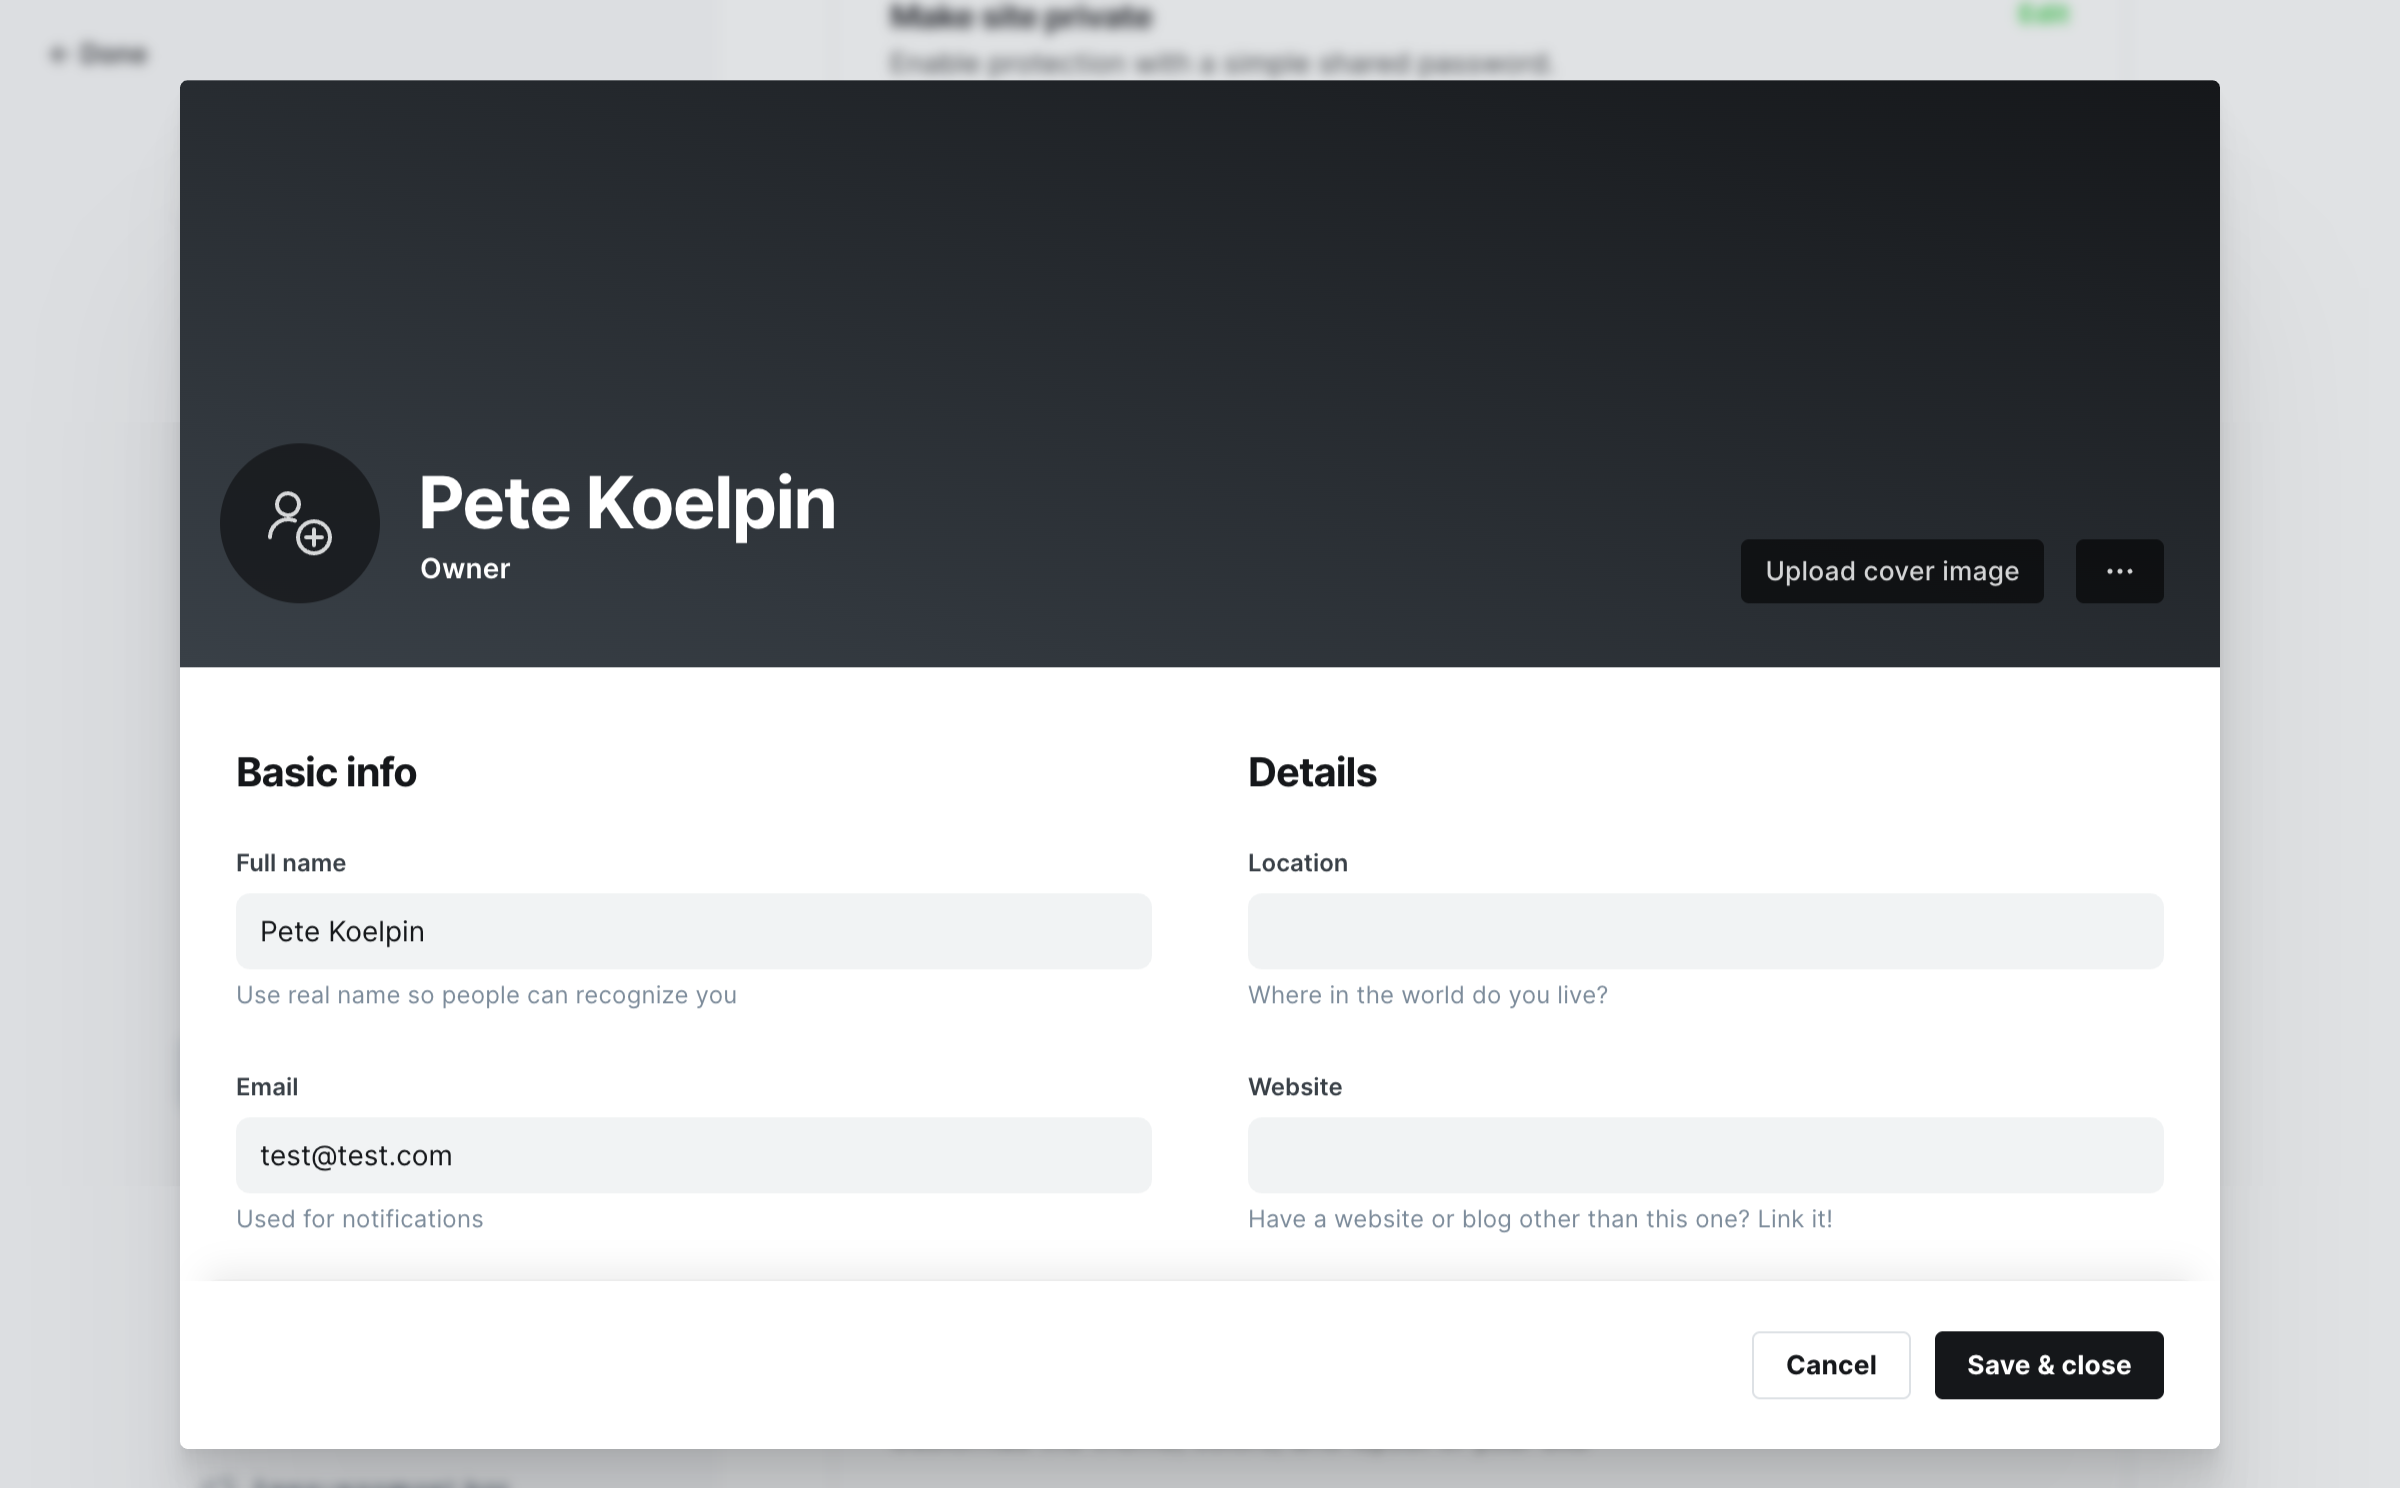 Make site private
Edit
← Done
Enable protection with a simple shared password.
Pete Koelpin
Owner
Upload cover image
...
Basic info
Details
Full name
Location
Pete Koelpin
Use real name so people can recognize you
Where in the world do you live?
Email
Website
test@test.com
Used for notifications
Have a website or blog other than this one? Link it!
Cancel
Save & close